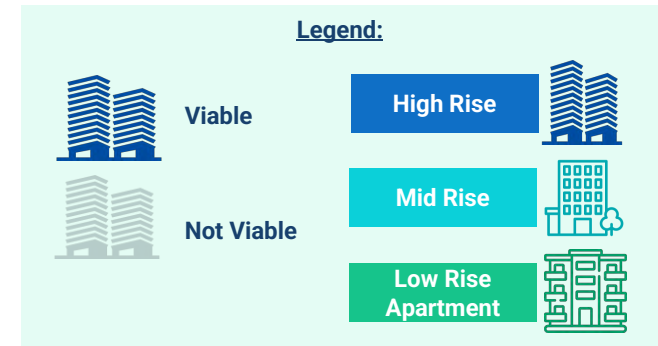 Legend:
Viable
High Rise
Mid Rise
Not Viable
Low Rise
Apartment